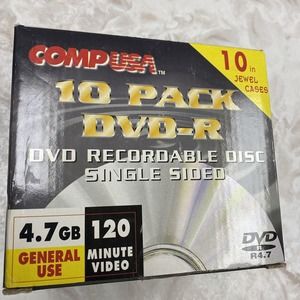 COMPUSA™
10 in
JEWEL
CASES
10 PACK
DVD-R
DVD RECORDABLE DISC
SINGLE SIDED
4.7GB
GENERAL
USE
120
MINUTE
VIDEO
DVD
R4.7